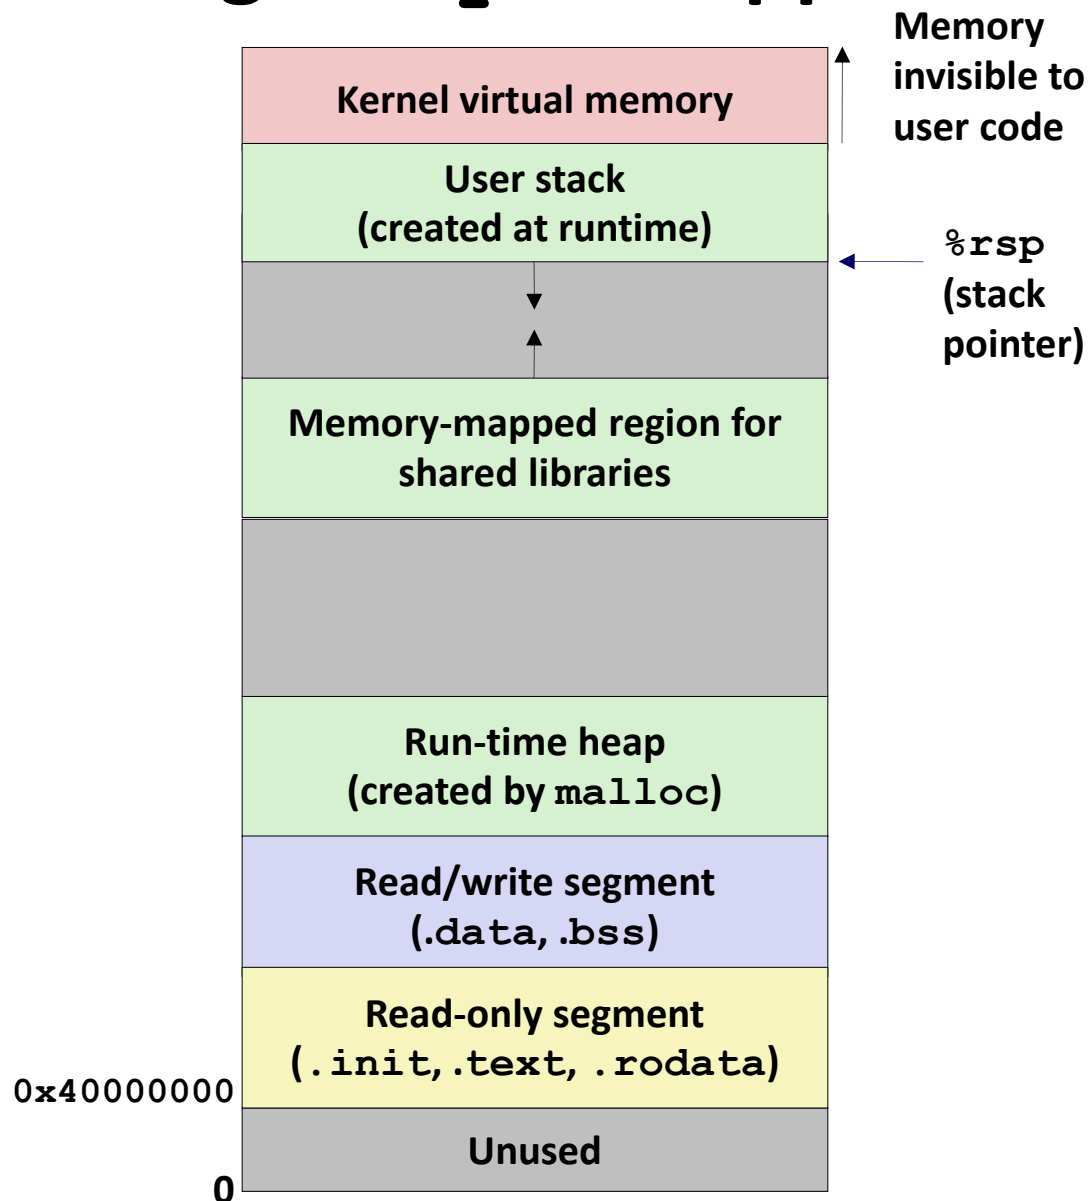 Memory
invisible to
user code
Kernel virtual memory
User stack
(created at runtime)
%rsp
(stack
pointer)
Memory-mapped region for
shared libraries
Run-time heap
(created by malloc)
Read/write segment
(.data, .bss)
Read-only segment
(.init, .text, .rodata)
0x40000000
Unused
0